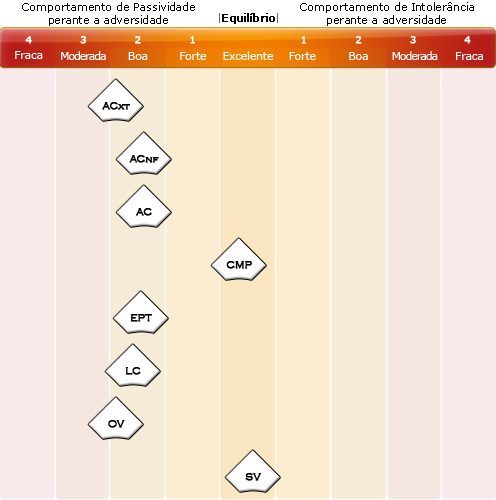 Comportamento de Passividade
perante a adversidade
|Equilíbrio|
Comportamento de Intolerância
perante a adversidade
4 3 2 1 1 2 3 4
Fraca Moderada Boa Forte Excelente Forte Boa Moderada Fraca
ACXT
ACNF
AC
CMP
EPT
LC
OV
SV